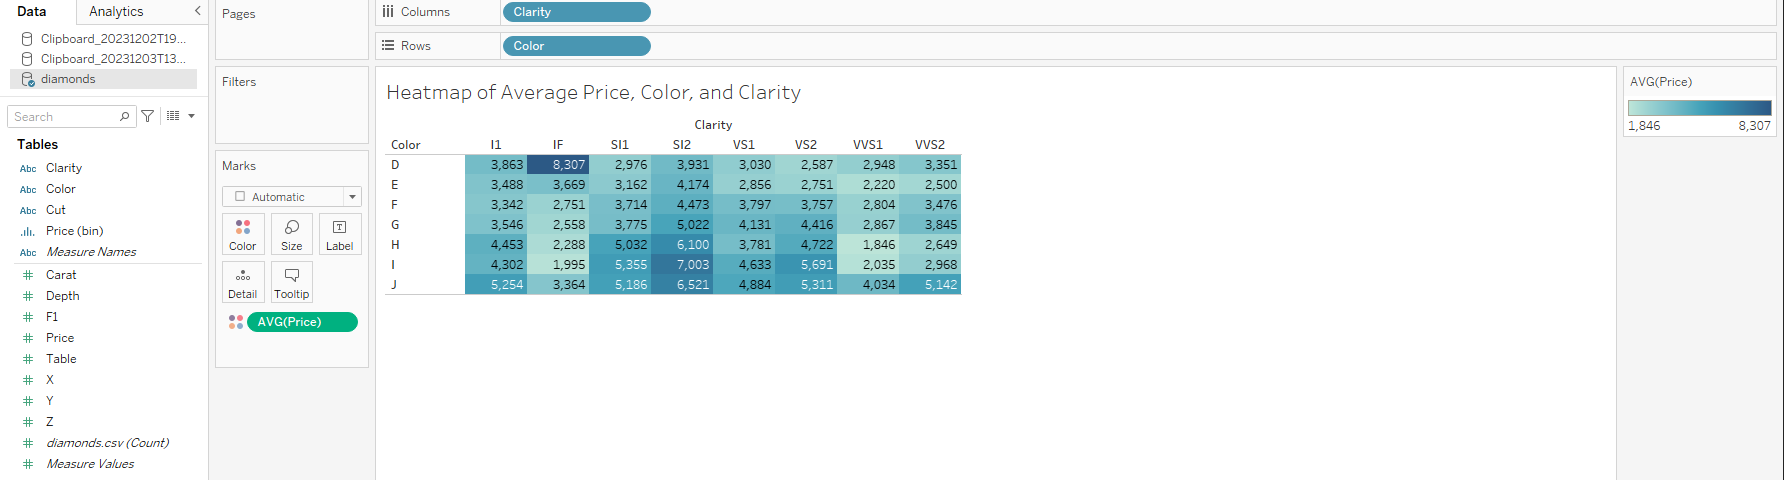 Data Analytics <
Clipboard_20231202T19...
Clipboard_20231203T13...
diamonds
Search
Tables
Abc Clarity
Abc Color
Abc Cut
Price (bin)
Abc Measure Names
# Carat
# Depth
# F1
# Price
# Table
# X
# Y
# Z
# diamonds.csv (Count)
# Measure Values
Pages
Filters
Marks
Automatic
Color Size Label
Detail Tooltip
AVG(Price)
Columns Clarity
Rows Color
Heatmap of Average Price, Color, and Clarity
Clarity
Color I1 IF SI1 SI2 VS1 VS2 VVS1 VVS2
D 3,863 8,307 2,976 3,931 3,030 2,587 2,948 3,351
E 3,488 3,669 3,162 4,174 2,856 2,751 2,220 2,500
F 3,342 2,751 3,714 4,473 3,797 3,757 2,804 3,476
G 3,546 2,558 3,775 5,022 4,131 4,416 2,867 3,845
H 4,453 2,288 5,032 6,100 3,781 4,722 1,846 2,649
I 4,302 1,995 5,355 7,003 4,633 5,691 2,035 2,968
J 5,254 3,364 5,186 6,521 4,884 5,311 4,034 5,142
AVG(Price)
1,846 8,307